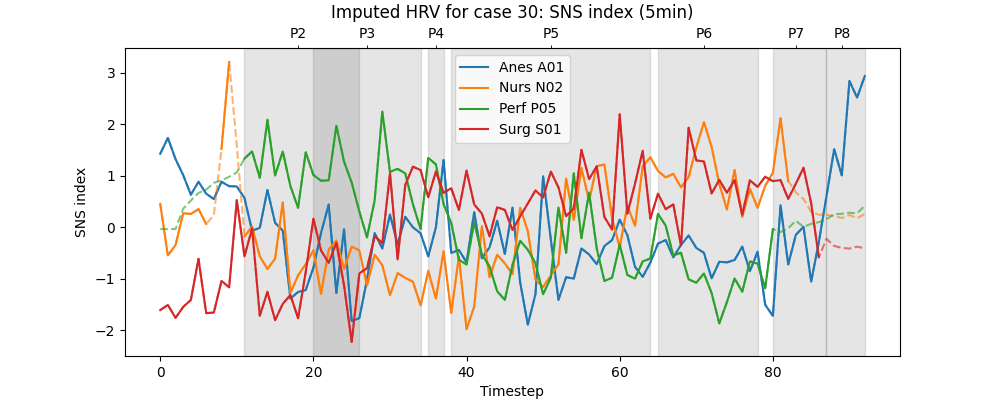 Imputed HRV for case 30: SNS index (5min)
P2 P3 P4 P5 P6 P7 P8
Anes A01
Nurs N02
Perf P05
Surg S01
SNS index
3
2
1
0
−1
−2
0 20 40 60 80
Timestep